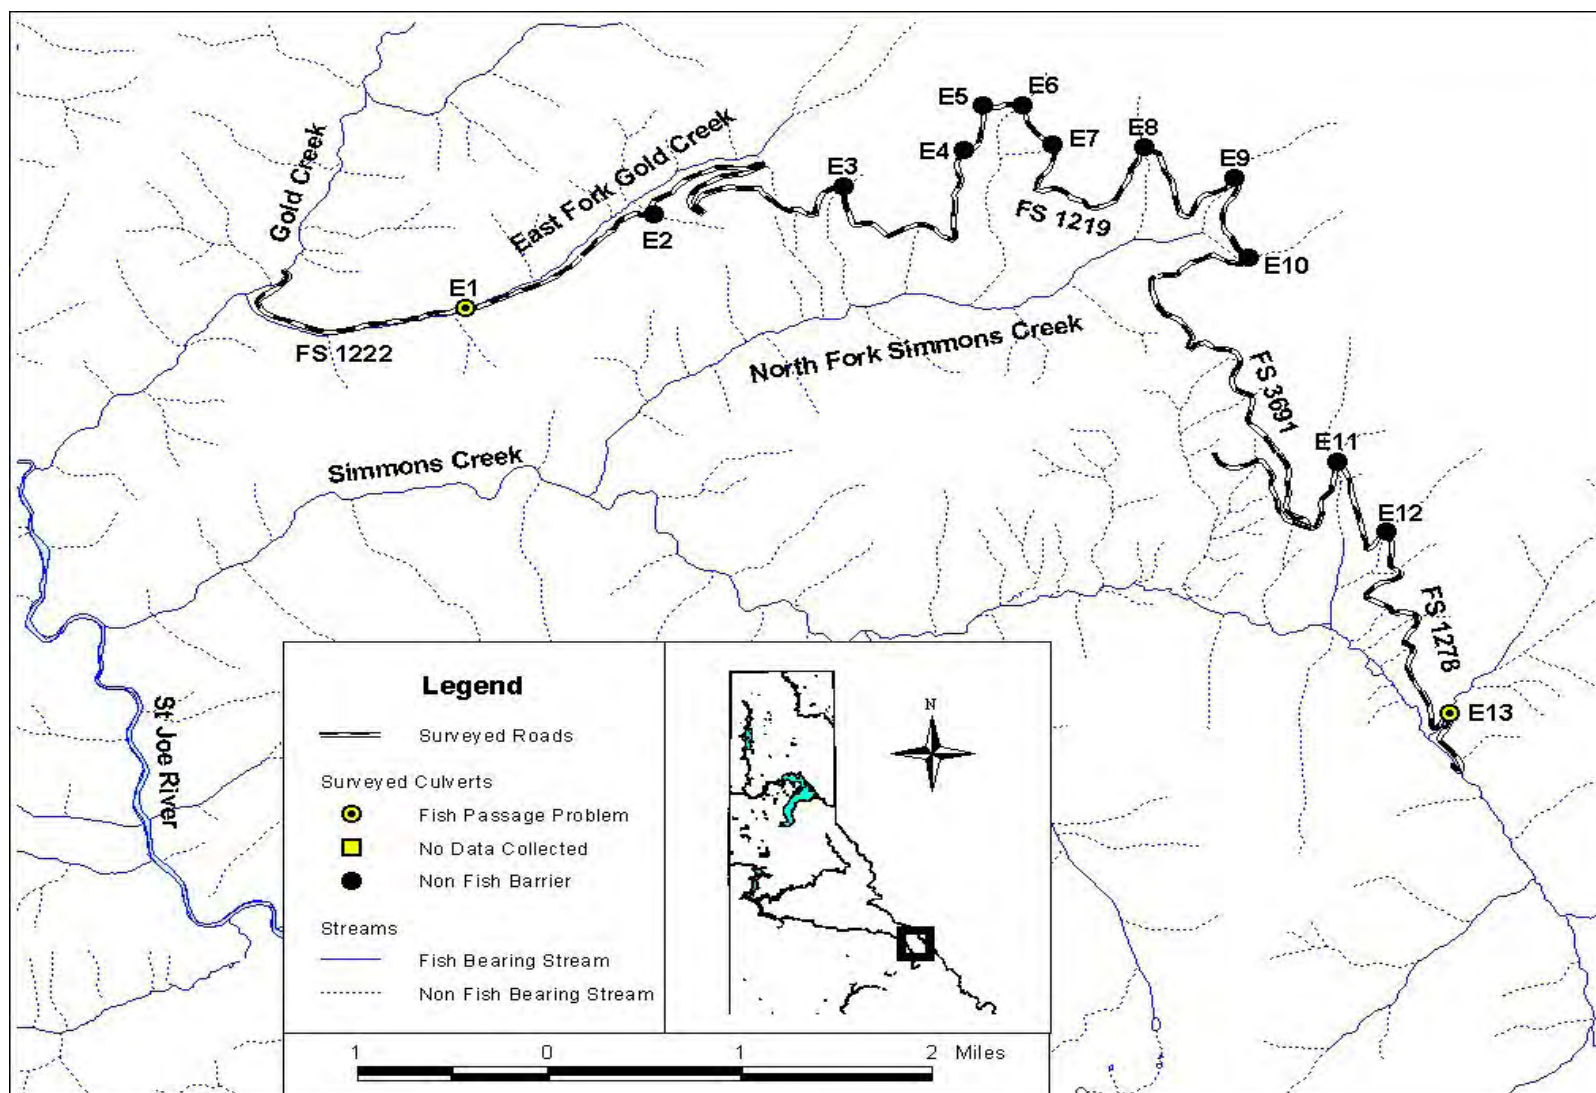 E5
E6
E4
E7
E8
E9
E3
E2
E10
Gold Creek
East Fork Gold Creek
FS 1219
E1
FS 1222
North Fork Simmons Creek
FS 3691
Simmons Creek
E11
E12
FS 1278
E13
St Joe River
Legend
Surveyed Roads
Surveyed Culverts
Fish Passage Problem
No Data Collected
Non Fish Barrier
Streams
Fish Bearing Stream
Non Fish Bearing Stream
N
1 0 1 2 Miles